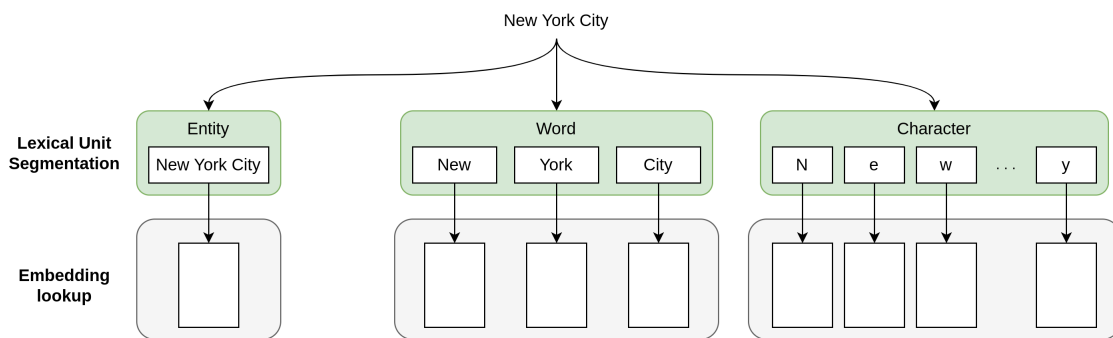 New York City
Lexical Unit
Segmentation
Entity
New York City
Word
New York City
Character
N e w ... y
Embedding
lookup